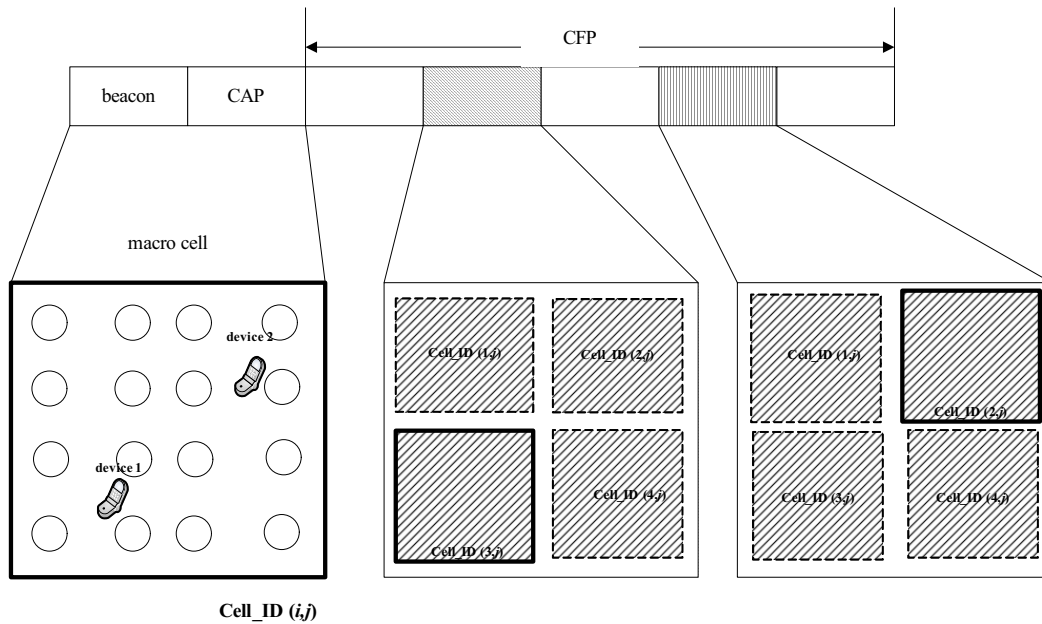 CFP
beacon
CAP
macro cell
device 2
device 1
Cell_ID (i,j)
Cell_ID (1,j)
Cell_ID (2,j)
Cell_ID (3,j)
Cell_ID (4,j)
Cell_ID (1,j)
Cell_ID (2,j)
Cell_ID (3,j)
Cell_ID (4,j)